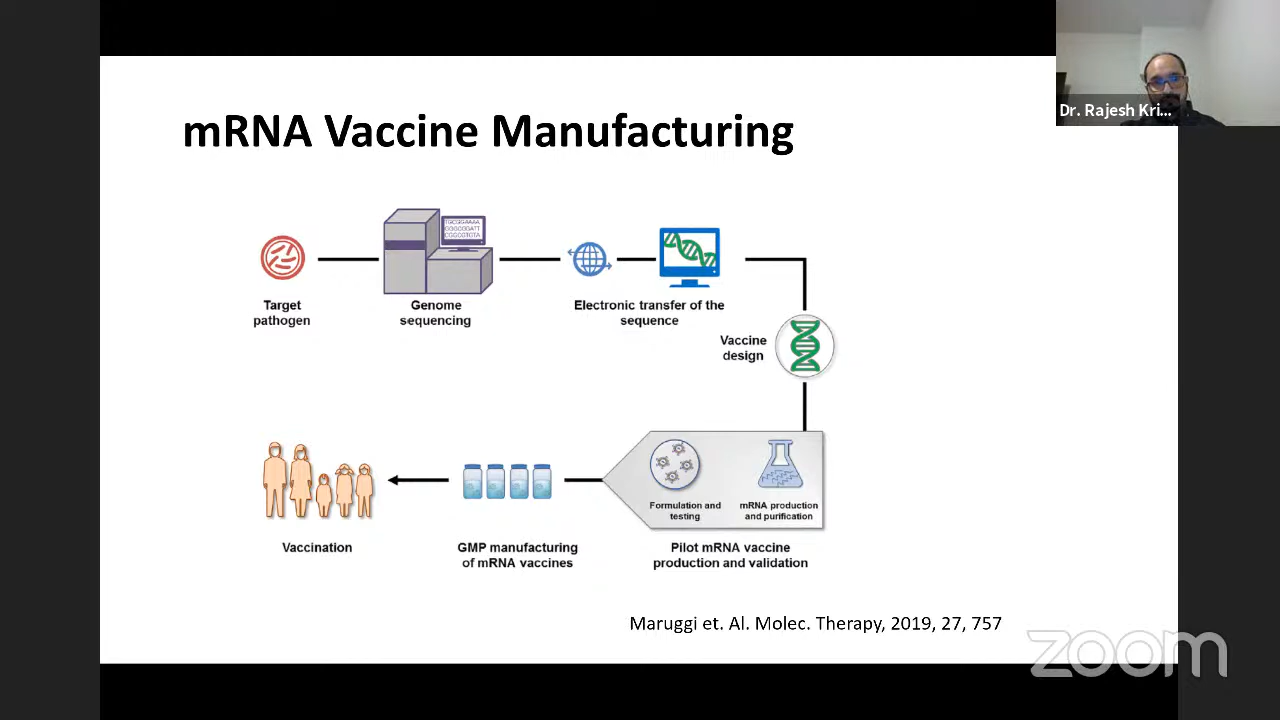 Dr. Rajesh Kri...
mRNA Vaccine Manufacturing
TGCGGAAAA
Target
pathogen
Genome
sequencing
Electronic transfer of the
sequence
Vaccine
design
Formulation and
testing
mRNA production
and purification
Vaccination
GMP manufacturing
of mRNA vaccines
Pilot mRNA vaccine
production and validation
Maruggi et. Al. Molec. Therapy, 2019, 27, 757
zoom